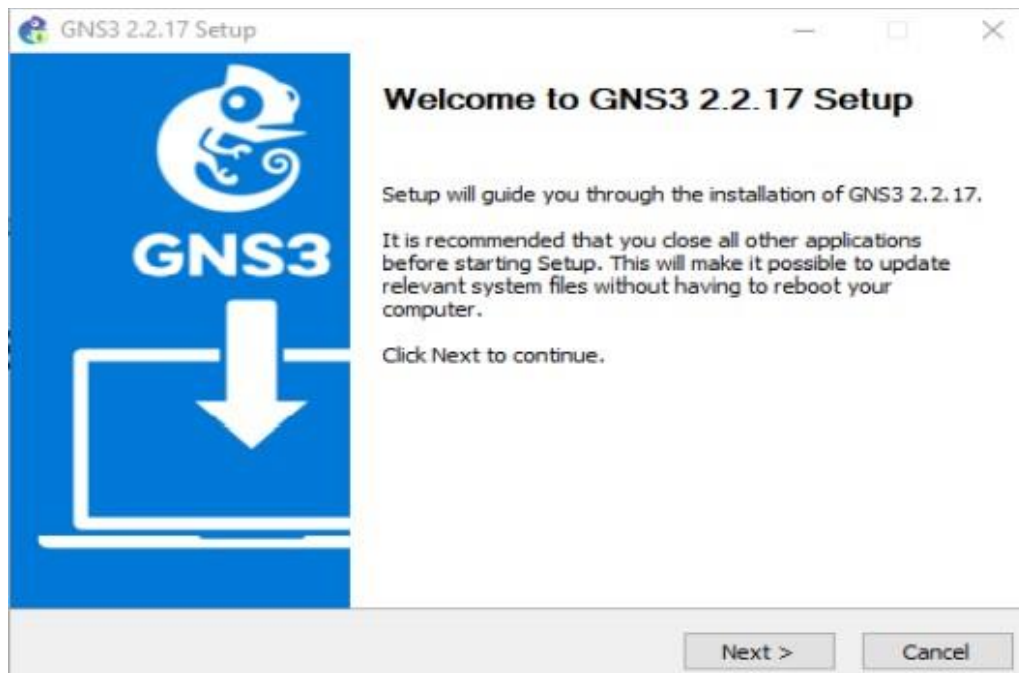 GNS3 2.2.17 Setup
Welcome to GNS3 2.2.17 Setup
Setup will guide you through the installation of GNS3 2.2.17.
It is recommended that you close all other applications
before starting Setup. This will make it possible to update
relevant system files without having to reboot your
computer.
Click Next to continue.
GNS3
Next >
Cancel